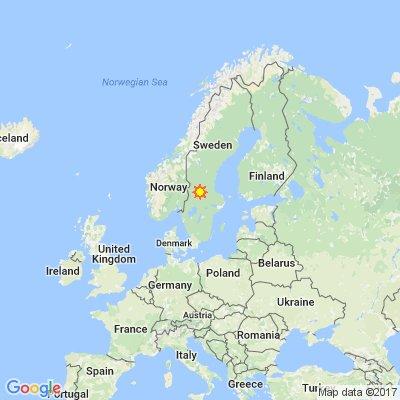 Norwegian Sea
celand
Sweden
Norway
Finland
Denmark
United
Kingdom
Ireland
Belarus
Poland
Germany
Ukraine
Austria
France
Romania
Italy
Spain
Greece
Turke
Portugal
Google
Map data ©2017